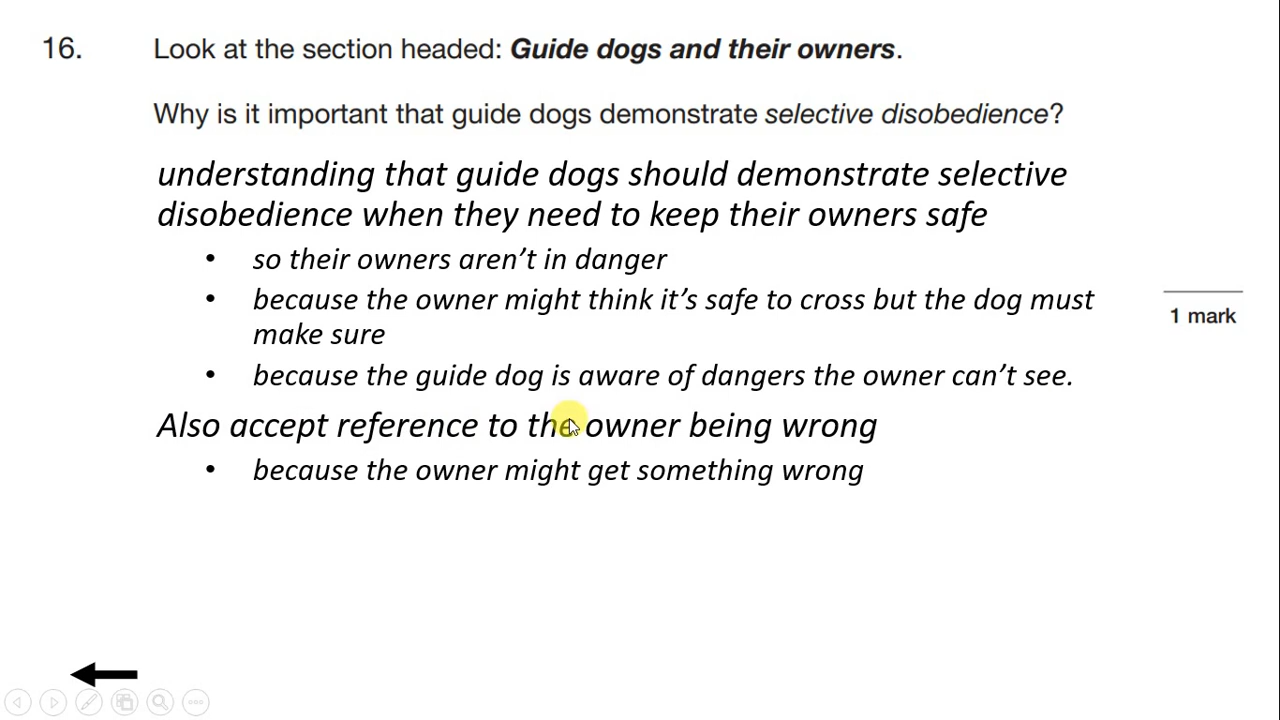 16. Look at the section headed: Guide dogs and their owners.
Why is it important that guide dogs demonstrate selective disobedience?
understanding that guide dogs should demonstrate selective
disobedience when they need to keep their owners safe
• so their owners aren’t in danger
• because the owner might think it’s safe to cross but the dog must
make sure
1 mark
• because the guide dog is aware of dangers the owner can’t see.
Also accept reference to the owner being wrong
• because the owner might get something wrong